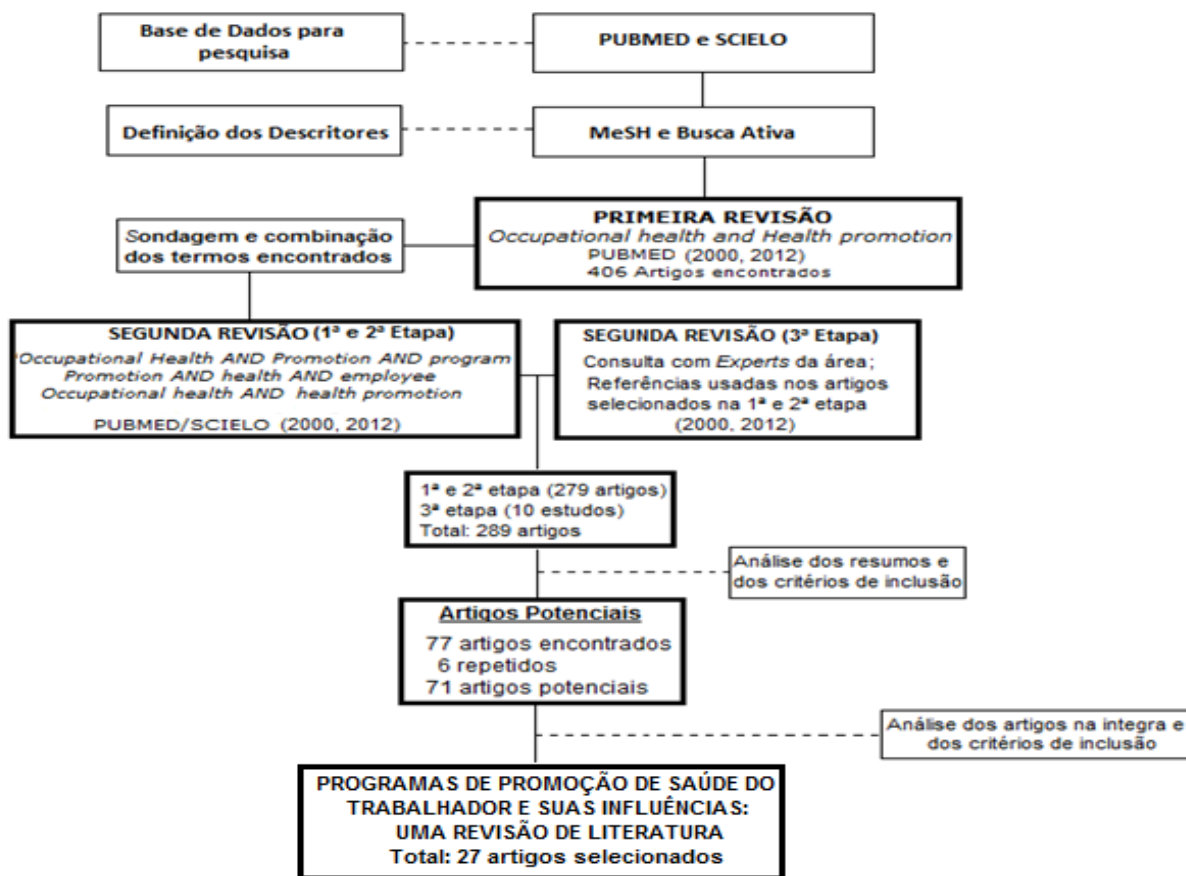 Base de Dados para
pesquisa
PUBMED e SCIELO
Definição dos Descritores
MeSH e Busca Ativa
PRIMEIRA REVISÃO
Occupational health and Health promotion
PUBMED (2000, 2012)
406 Artigos encontrados
Sondagem e combinação
dos termos encontrados
SEGUNDA REVISÃO (1ª e 2ª Etapa)
'Occupational Health AND Promotion AND program
Promotion AND health AND employee
Occupational health AND health promotion
PUBMED/SCIELO (2000, 2012)
SEGUNDA REVISÃO (3ª Etapa)
Consulta com Experts da área;
Referências usadas nos artigos
selecionados na 1ª e 2ª etapa
(2000, 2012)
1ª e 2ª etapa (279 artigos)
3ª etapa (10 estudos)
Total: 289 artigos
Análise dos resumos e
dos critérios de inclusão
Artigos Potenciais
77 artigos encontrados
6 repetidos
71 artigos potenciais
Análise dos artigos na integra e
dos critérios de inclusão
PROGRAMAS DE PROMOÇÃO DE SAÚDE DO
TRABALHADOR E SUAS INFLUÊNCIAS:
UMA REVISÃO DE LITERATURA
Total: 27 artigos selecionados